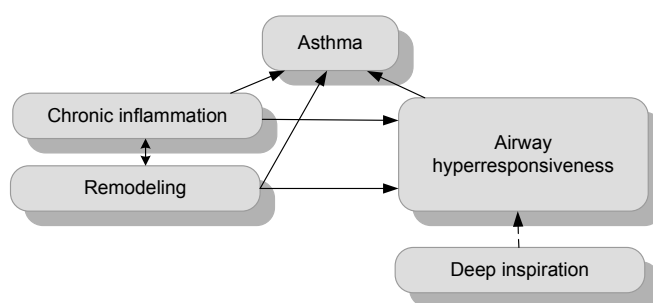 Asthma
Chronic inflammation
Airway
hyperresponsiveness
Remodeling
Deep inspiration